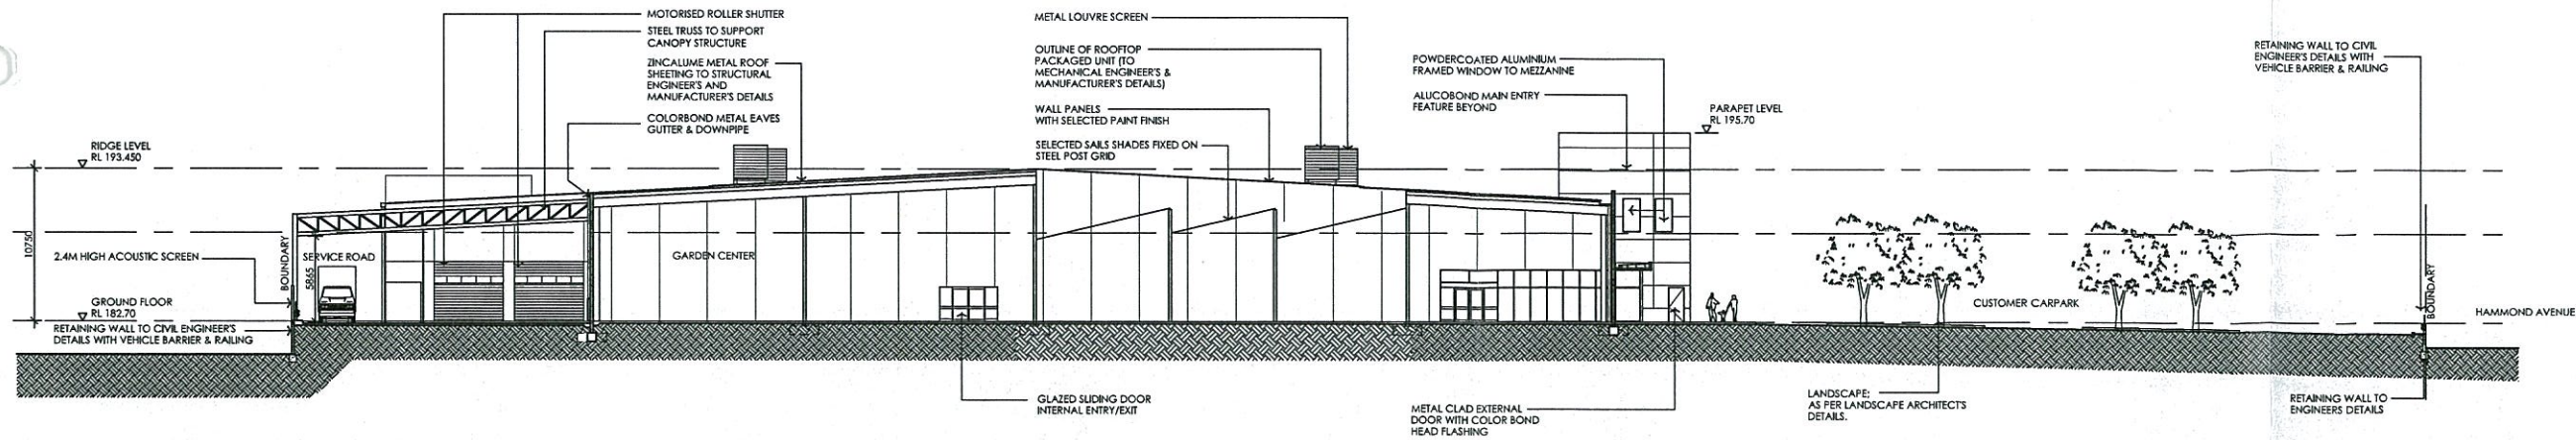 MOTORISED ROLLER SHUTTER
STEEL TRUSS TO SUPPORT
CANOPY STRUCTURE
ZINCALUME METAL ROOF
SHEETING TO STRUCTURAL
ENGINEER'S AND
MANUFACTURER'S DETAILS
COLORBOND METAL EAVES
GUTTER & DOWNPIPE
METAL LOUVRE SCREEN
OUTLINE OF ROOFTOP
PACKAGED UNIT (TO
MECHANICAL ENGINEER'S &
MANUFACTURER'S DETAILS)
WALL PANELS
WITH SELECTED PAINT FINISH
SELECTED SAILS SHADES FIXED ON
STEEL POST GRID
POWDERCOATED ALUMINIUM
FRAMED WINDOW TO MEZZANINE
ALUCOBOND MAIN ENTRY
FEATURE BEYOND
PARAPET LEVEL
RL 195.70
RETAINING WALL TO CIVIL
ENGINEER'S DETAILS WITH
VEHICLE BARRIER & RAILING
RIDGE LEVEL
RL 193.450
10750
2.4M HIGH ACOUSTIC SCREEN
BOUNDARY
5865
SERVICE ROAD
GARDEN CENTER
GROUND FLOOR
RL 182.70
RETAINING WALL TO CIVIL ENGINEER'S
DETAILS WITH VEHICLE BARRIER & RAILING
CUSTOMER CARPARK
BOUNDARY
HAMMOND AVENUE
GLAZED SLIDING DOOR
INTERNAL ENTRY/EXIT
METAL CLAD EXTERNAL
DOOR WITH COLOR BOND
HEAD FLASHING
LANDSCAPE;
AS PER LANDSCAPE ARCHITECT'S
DETAILS.
RETAINING WALL TO
ENGINEERS DETAILS